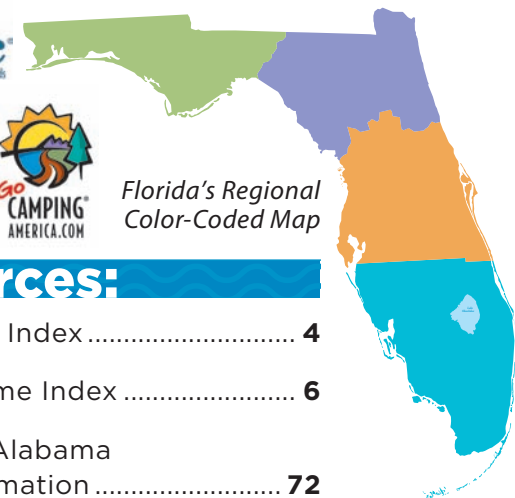 Go
CAMPING®
AMERICA.COM
Florida's Regional
Color-Coded Map
rces:
Index ............................ 4
me Index ........................ 6
Alabama
mation .......................... 72